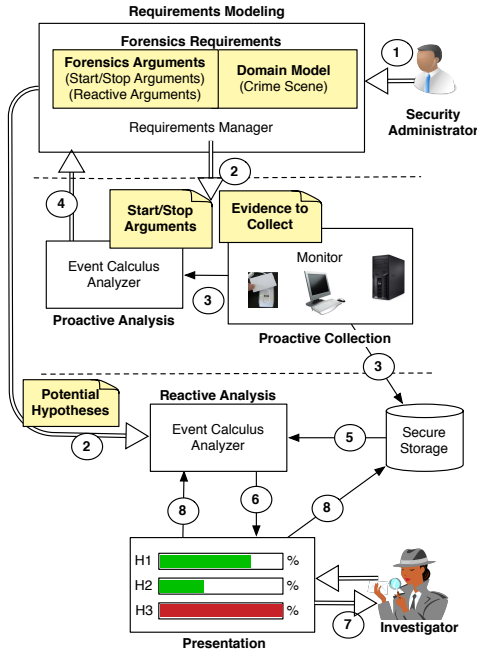 Requirements Modeling
Forensics Requirements
Forensics Arguments
(Start/Stop Arguments)
(Reactive Arguments)
Domain Model
(Crime Scene)
Requirements Manager
1
Security
Administrator
2
4
Start/Stop
Arguments
Evidence to
Collect
Event Calculus
Analyzer
3
Monitor
Proactive Analysis
Proactive Collection
3
Potential
Hypotheses
2
Reactive Analysis
Event Calculus
Analyzer
5
Secure
Storage
8
6
8
H1
%
H2
%
H3
%
7
Investigator
Presentation